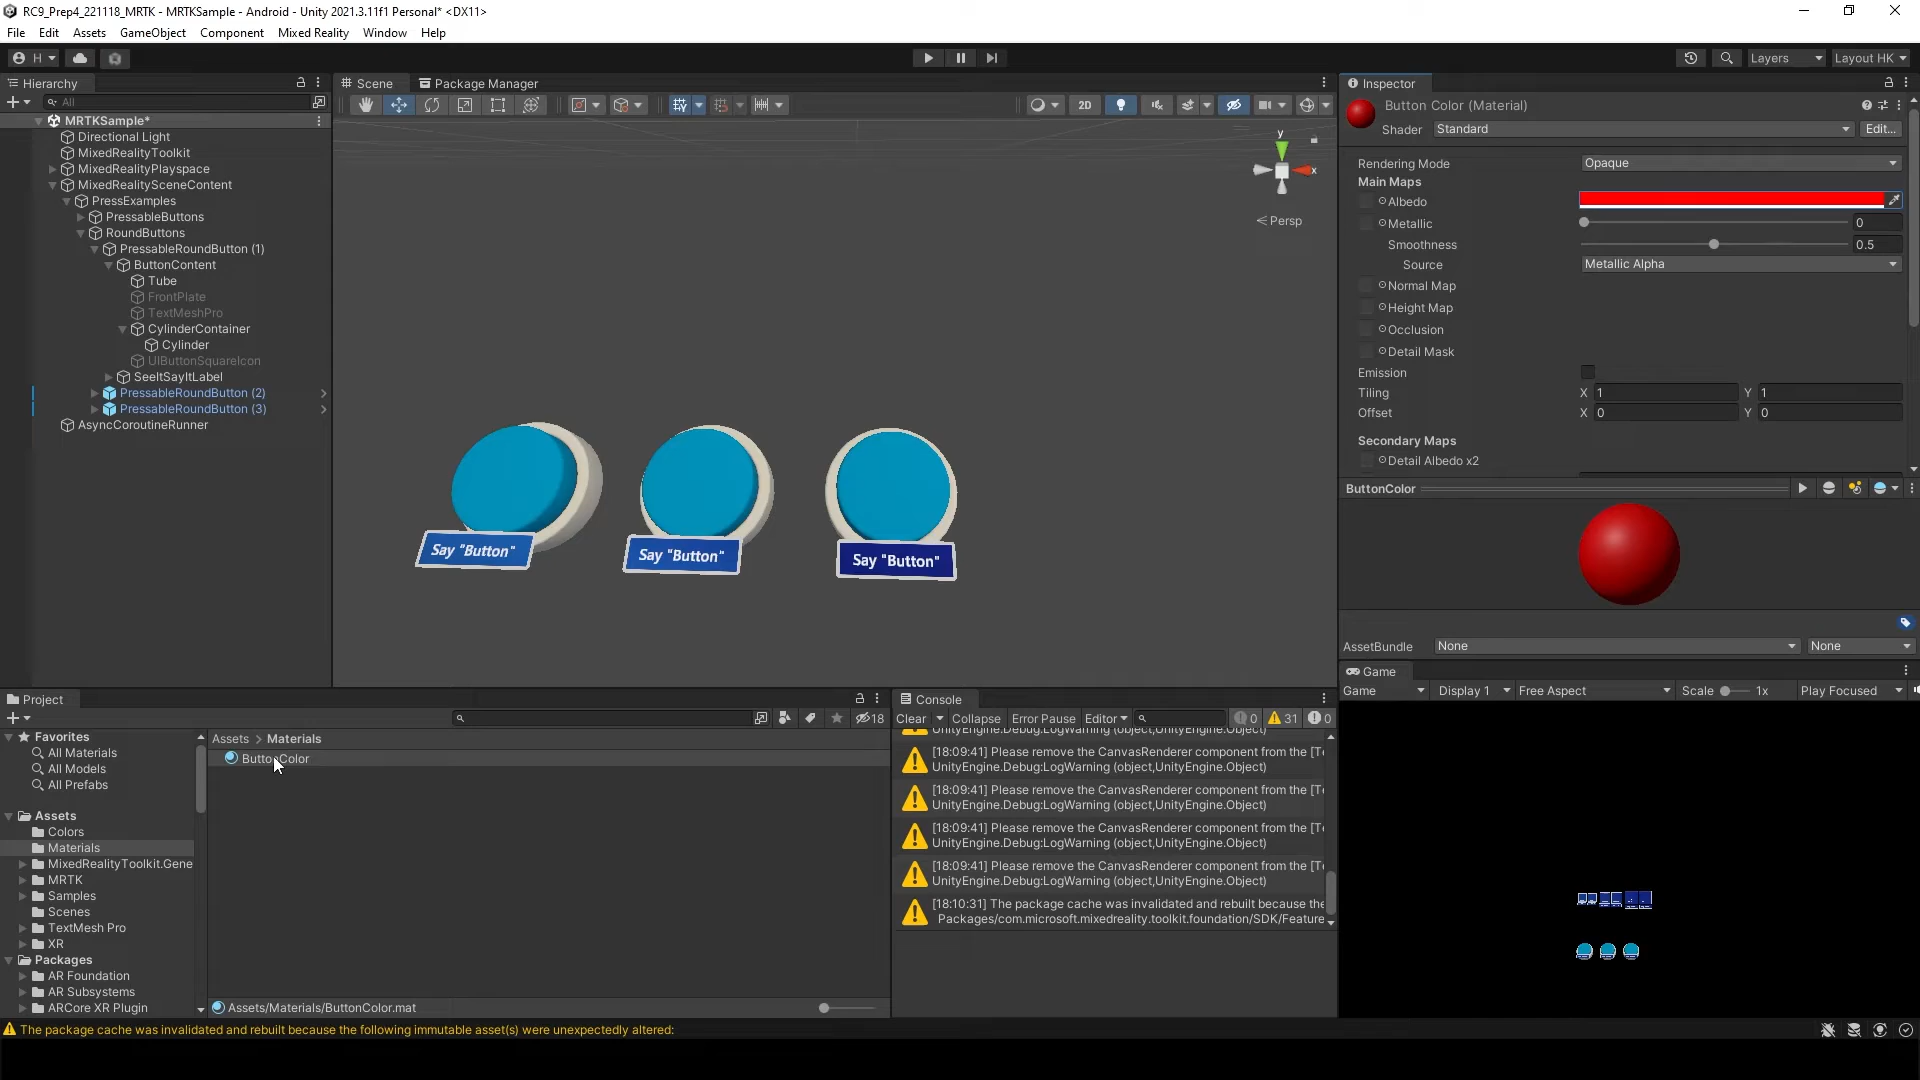 RC9_Prep4_221118_MRTK - MRTKSample - Android - Unity 2021.3.11f1 Personal* <DX11>
File Edit Assets GameObject Component Mixed Reality Window Help
H
Layers
Layout HK
Hierarchy
All
MRTKSample*
Directional Light
MixedRealityToolkit
MixedRealityPlayspace
MixedRealitySceneContent
PressExamples
PressableButtons
RoundButtons
PressableRoundButton (1)
ButtonContent
Tube
FrontPlate
TextMeshPro
CylinderContainer
Cylinder
UIButtonSquareIcon
SeeItSayItLabel
PressableRoundButton (2)
PressableRoundButton (3)
AsyncCoroutineRunner
Scene
Package Manager
2D
y
x
Persp
Say "Button"
Say "Button"
Say "Button"
Inspector
Button Color (Material)
Shader Standard Edit...
Rendering Mode Opaque
Main Maps
Albedo
Metallic 0
Smoothness 0.5
Source Metallic Alpha
Normal Map
Height Map
Occlusion
Detail Mask
Emission
Tiling X 1 Y 1
Offset X 0 Y 0
Secondary Maps
Detail Albedo x2
ButtonColor
AssetBundle None None
Game
Game Display 1 Free Aspect Scale 1x Play Focused
Project
18
Favorites
All Materials
All Models
All Prefabs
Assets
Colors
Materials
MixedRealityToolkit.Gene
MRTK
Samples
Scenes
TextMesh Pro
XR
Packages
AR Foundation
AR Subsystems
ARCore XR Plugin
Assets > Materials
ButtonColor
Assets/Materials/ButtonColor.mat
Console
Clear Collapse Error Pause Editor 0 31 0
UnityEngine.Debug:LogWarning (object,UnityEngine.Object)
[18:09:41] Please remove the CanvasRenderer component from the [Te
UnityEngine.Debug:LogWarning (object,UnityEngine.Object)
[18:09:41] Please remove the CanvasRenderer component from the [Te
UnityEngine.Debug:LogWarning (object,UnityEngine.Object)
[18:09:41] Please remove the CanvasRenderer component from the [Te
UnityEngine.Debug:LogWarning (object,UnityEngine.Object)
[18:09:41] Please remove the CanvasRenderer component from the [Te
UnityEngine.Debug:LogWarning (object,UnityEngine.Object)
[18:10:31] The package cache was invalidated and rebuilt because the
Packages/com.microsoft.mixedreality.toolkit.foundation/SDK/Feature
The package cache was invalidated and rebuilt because the following immutable asset(s) were unexpectedly altered: